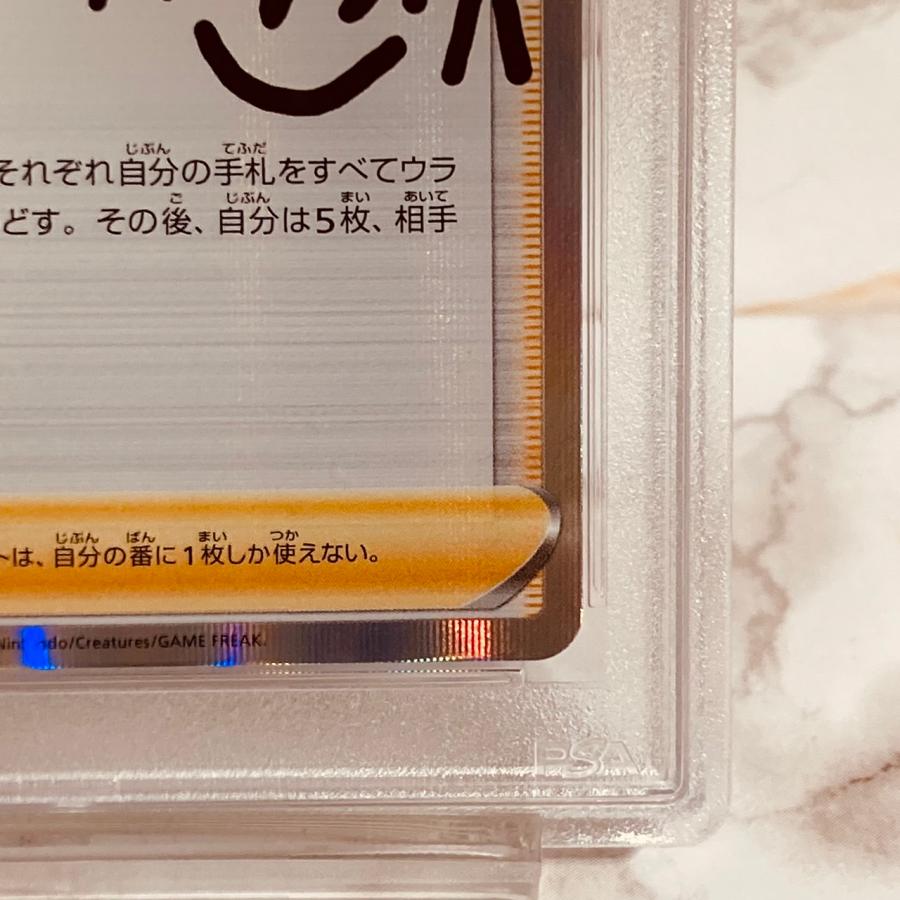 それぞれ自分の手札をすべてウラ
どす。その後、自分は5枚、相手
トは、自分の番に1枚しか使えない。
Nintendo/Creatures/GAME FREAK.
PSA